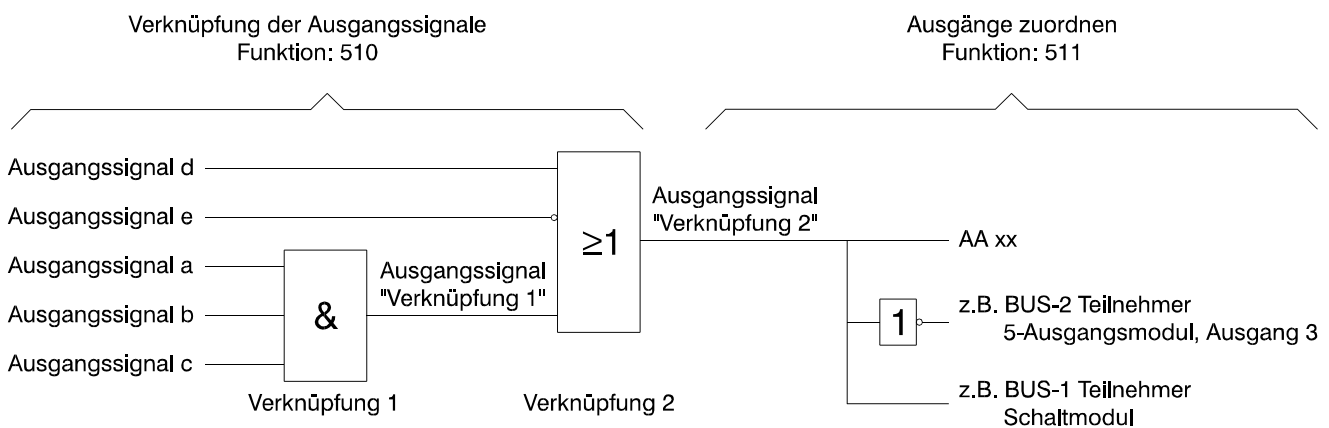 Verknüpfung der Ausgangssignale
Funktion: 510
Ausgänge zuordnen
Funktion: 511
Ausgangssignal d
Ausgangssignal e
Ausgangssignal a
Ausgangssignal b
Ausgangssignal c
&
Verknüpfung 1
Ausgangssignal
"Verknüpfung 1"
≥1
Verknüpfung 2
Ausgangssignal
"Verknüpfung 2"
AA xx
1
z.B. BUS-2 Teilnehmer
5-Ausgangsmodul, Ausgang 3
z.B. BUS-1 Teilnehmer
Schaltmodul